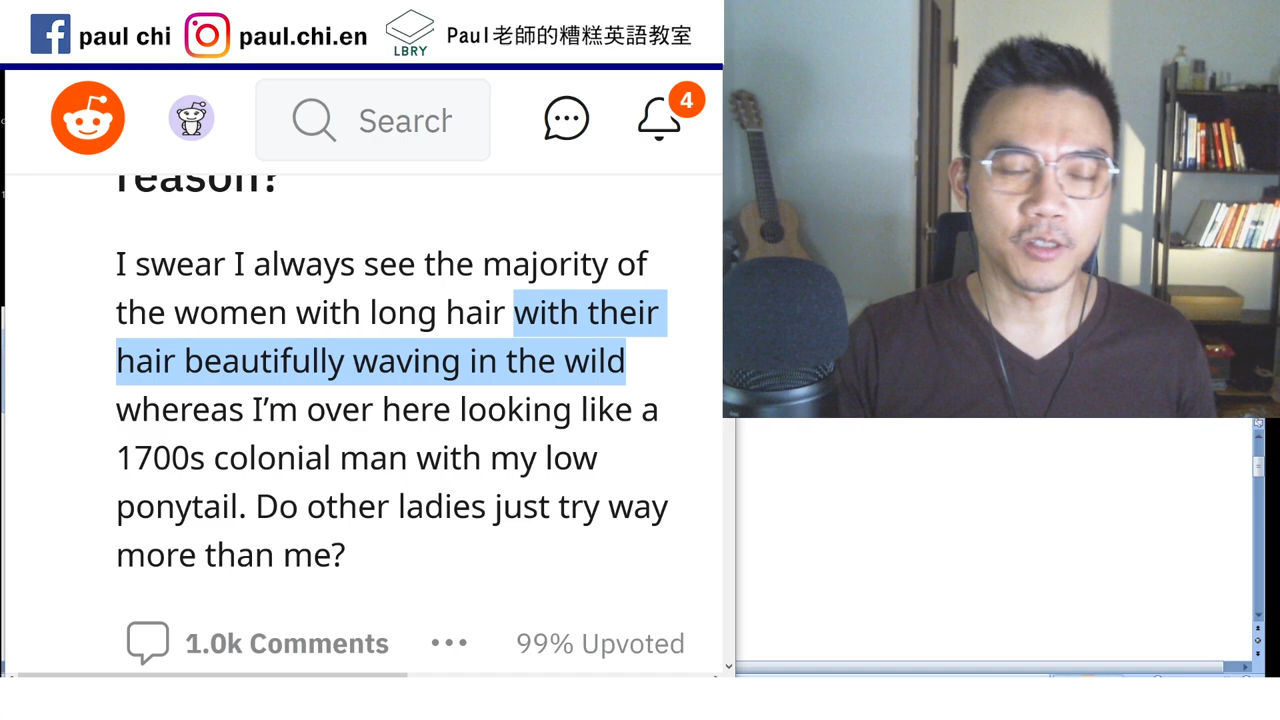 paul chi
paul.chi.en
LBRY
Paul老師的糟糕英語教室
Search
4
reason?
I swear I always see the majority of
the women with long hair with their
hair beautifully waving in the wild
whereas I’m over here looking like a
1700s colonial man with my low
ponytail. Do other ladies just try way
more than me?
1.0k Comments
99% Upvoted